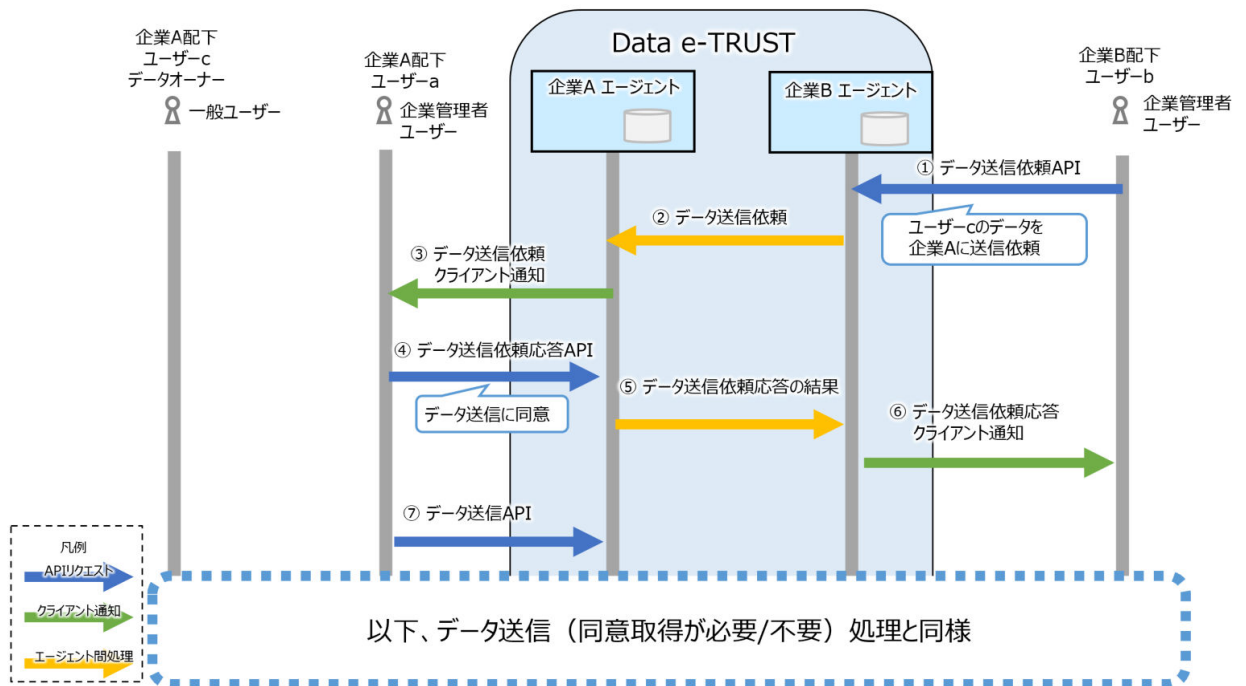 Data e-TRUST
企業A配下
ユーザーc
データオーナー
一般ユーザー
企業A配下
ユーザーa
企業管理者
ユーザー
企業A エージェント
企業B エージェント
企業B配下
ユーザーb
企業管理者
ユーザー
① データ送信依頼API
ユーザーcのデータを
企業Aに送信依頼
② データ送信依頼
③ データ送信依頼
クライアント通知
④ データ送信依頼応答API
データ送信に同意
⑤ データ送信依頼応答の結果
⑥ データ送信依頼応答
クライアント通知
⑦ データ送信API
凡例
APIリクエスト
クライアント通知
エージェント間処理
以下、データ送信（同意取得が必要/不要）処理と同様